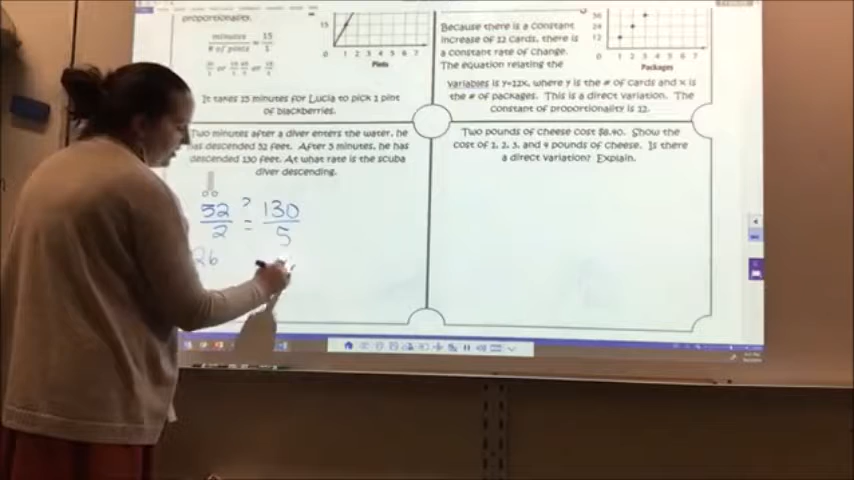 proportionality.
minutes
# of pints
=
15
1
15
0 1 2 3 4 5 6 7
Pints
It takes 15 minutes for Lucia to pick 1 pint
of blackberries.
Because there is a constant
increase of 12 cards, there is
a constant rate of change.
The equation relating the
variables is y=12x, where y is the # of cards and x is
the # of packages. This is a direct variation. The
constant of proportionality is 12.
36
24
12
0 1 2 3 4 5 6 7
Packages
Two minutes after a diver enters the water, he
has descended 52 feet. After 5 minutes, he has
descended 130 feet. At what rate is the scuba
diver descending.
52 ? 130
2 = 5
26
Two pounds of cheese cost $8.40. Show the
cost of 1, 2, 3, and 4 pounds of cheese. Is there
a direct variation? Explain.